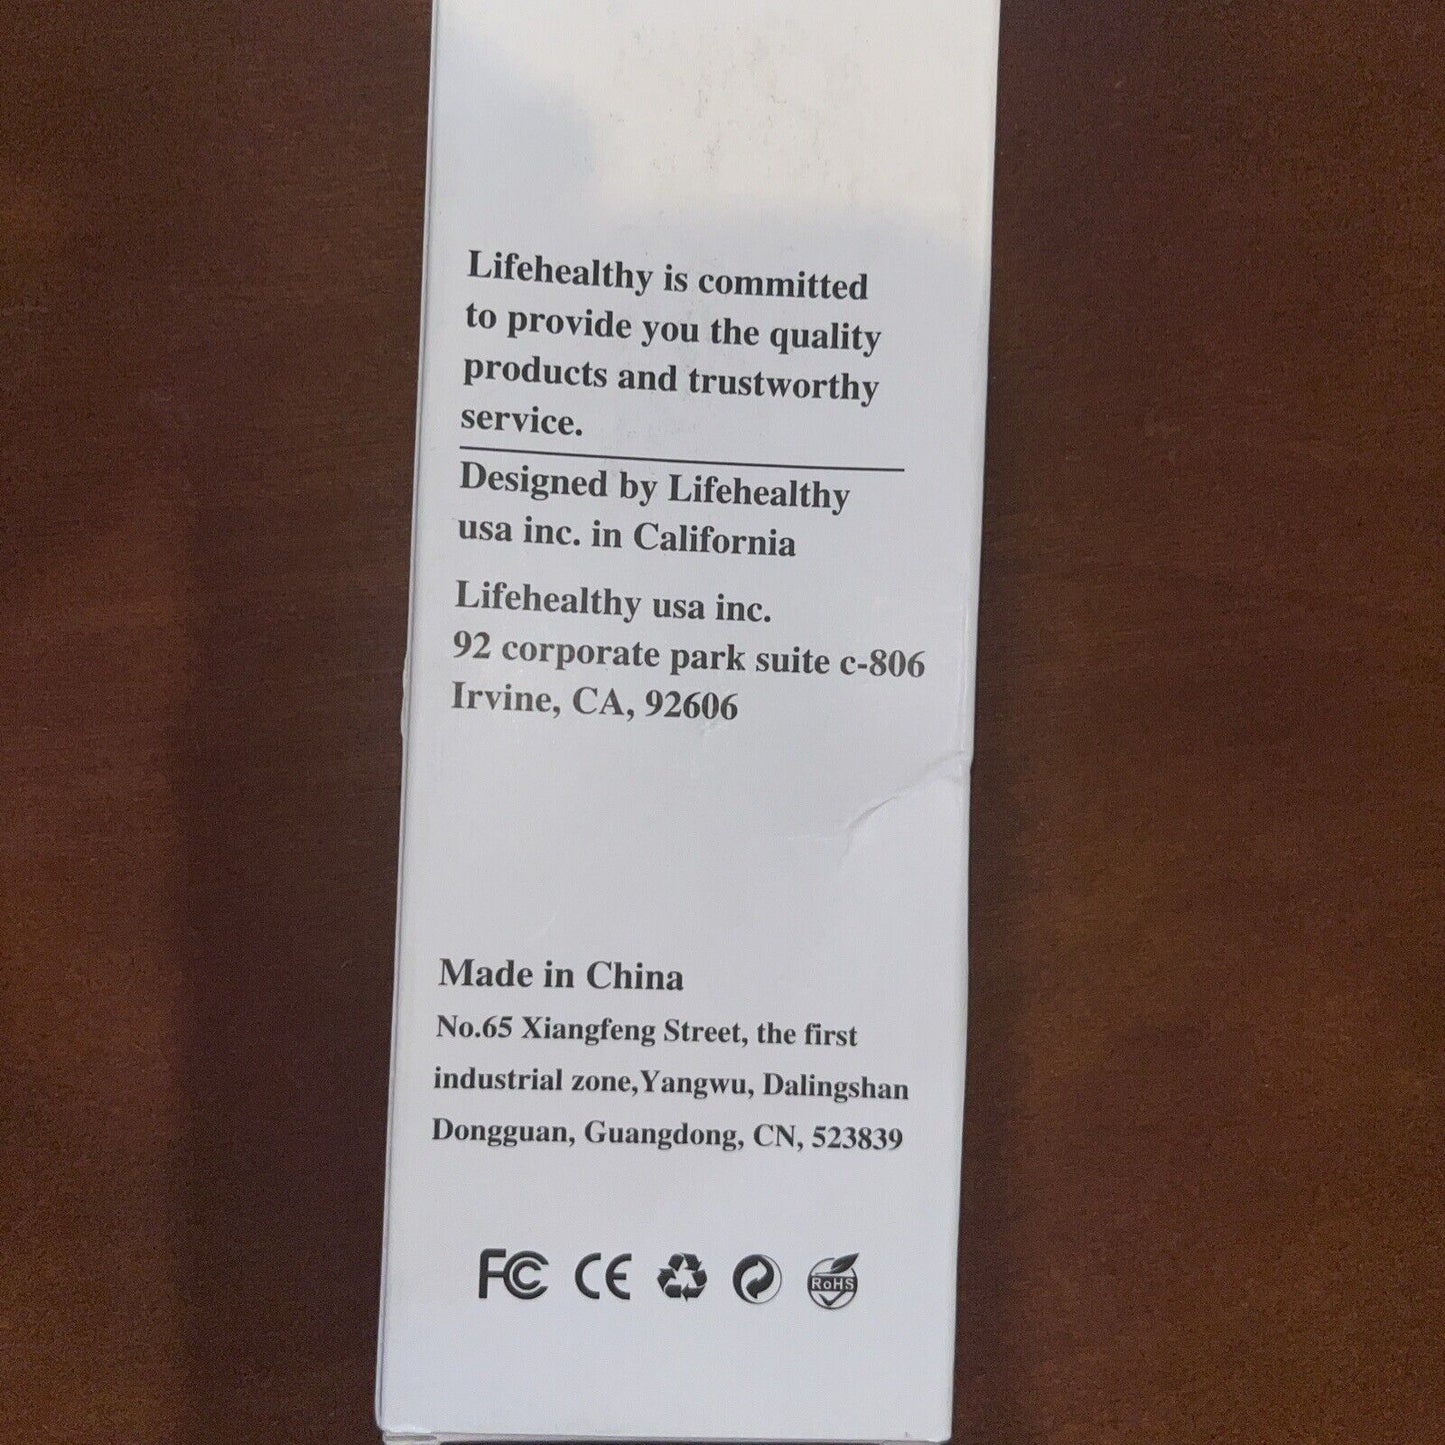 Lifehealthy is committed
to provide you the quality
products and trustworthy
service.
Designed by Lifehealthy
usa inc. in California
Lifehealthy usa inc.
92 corporate park suite c-806
Irvine, CA, 92606
Made in China
No.65 Xiangfeng Street, the first
industrial zone,Yangwu, Dalingshan
Dongguan, Guangdong, CN, 523839
FC CE RoHS